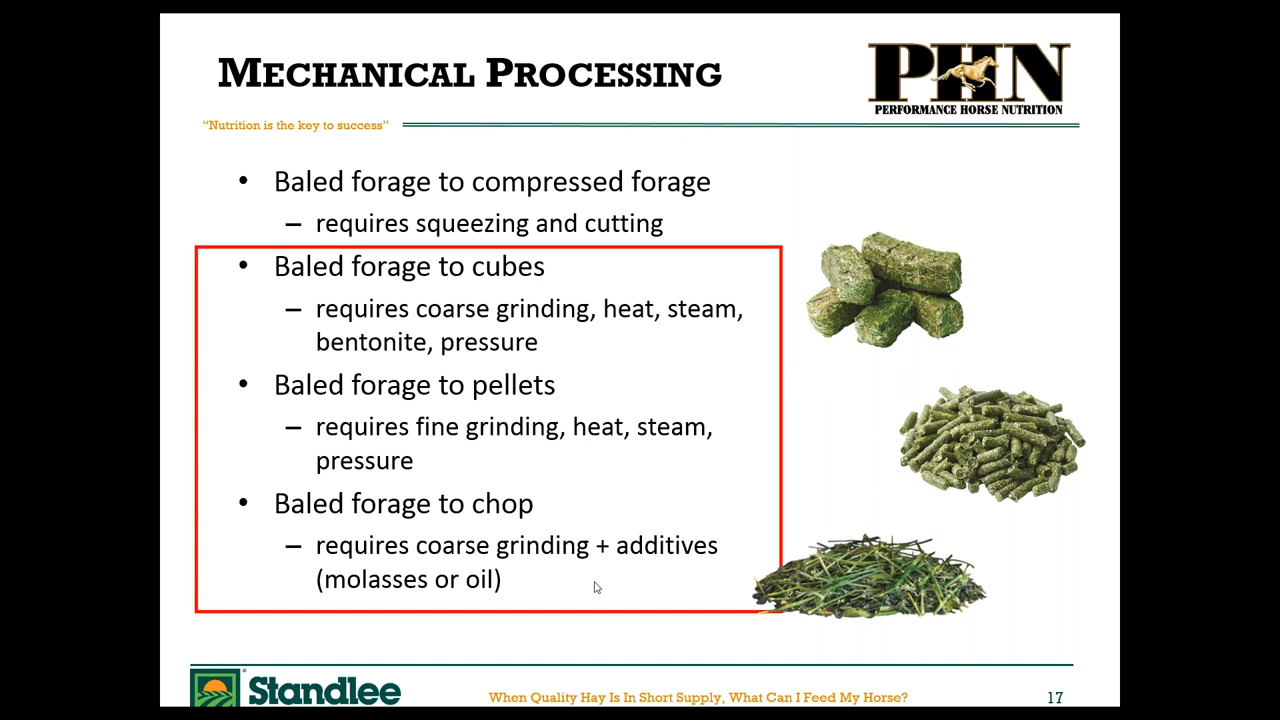 MECHANICAL PROCESSING
PHN
PERFORMANCE HORSE NUTRITION
“Nutrition is the key to success”
• Baled forage to compressed forage
– requires squeezing and cutting
• Baled forage to cubes
– requires coarse grinding, heat, steam,
bentonite, pressure
• Baled forage to pellets
– requires fine grinding, heat, steam,
pressure
• Baled forage to chop
– requires coarse grinding + additives
(molasses or oil)
Standlee
When Quality Hay Is In Short Supply, What Can I Feed My Horse?
17